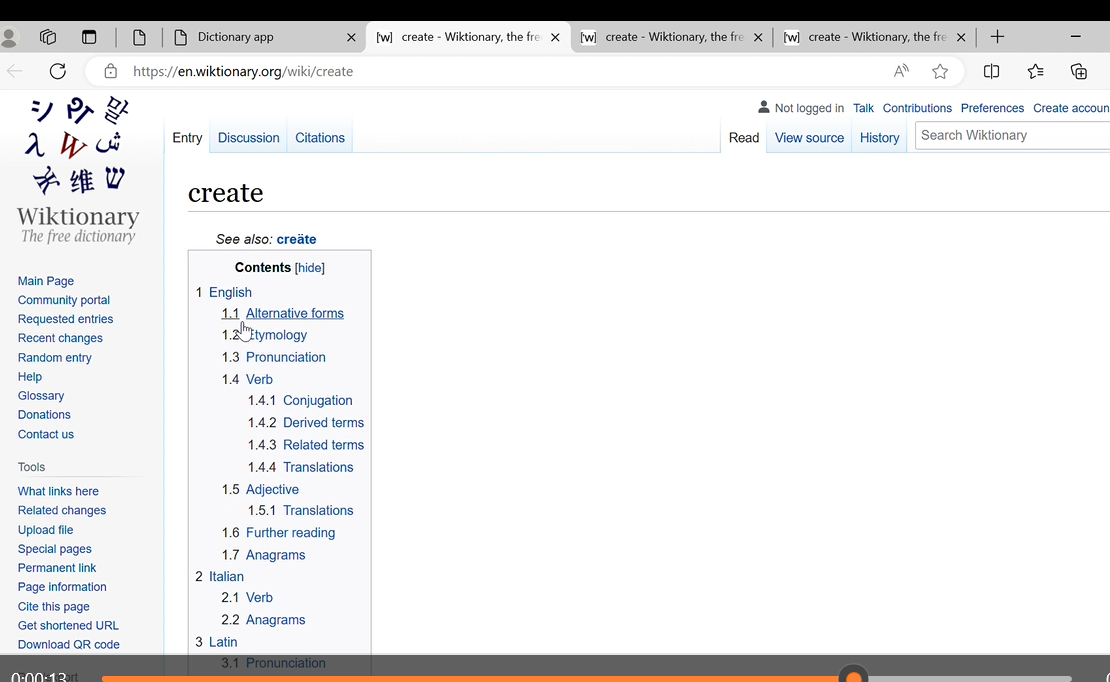 Dictionary app
create - Wiktionary, the fre
create - Wiktionary, the fre
create - Wiktionary, the fre
https://en.wiktionary.org/wiki/create
シ Pr 말
λ W ش
ས 维 ש
Wiktionary
The free dictionary
Not logged in Talk Contributions Preferences Create accoun
Entry Discussion Citations Read View source History Search Wiktionary
create
See also: creäte
Contents [hide]
1 English
1.1 Alternative forms
1.2 Etymology
1.3 Pronunciation
1.4 Verb
1.4.1 Conjugation
1.4.2 Derived terms
1.4.3 Related terms
1.4.4 Translations
1.5 Adjective
1.5.1 Translations
1.6 Further reading
1.7 Anagrams
2 Italian
2.1 Verb
2.2 Anagrams
3 Latin
3.1 Pronunciation
Main Page
Community portal
Requested entries
Recent changes
Random entry
Help
Glossary
Donations
Contact us
Tools
What links here
Related changes
Upload file
Special pages
Permanent link
Page information
Cite this page
Get shortened URL
Download QR code
0:00:13